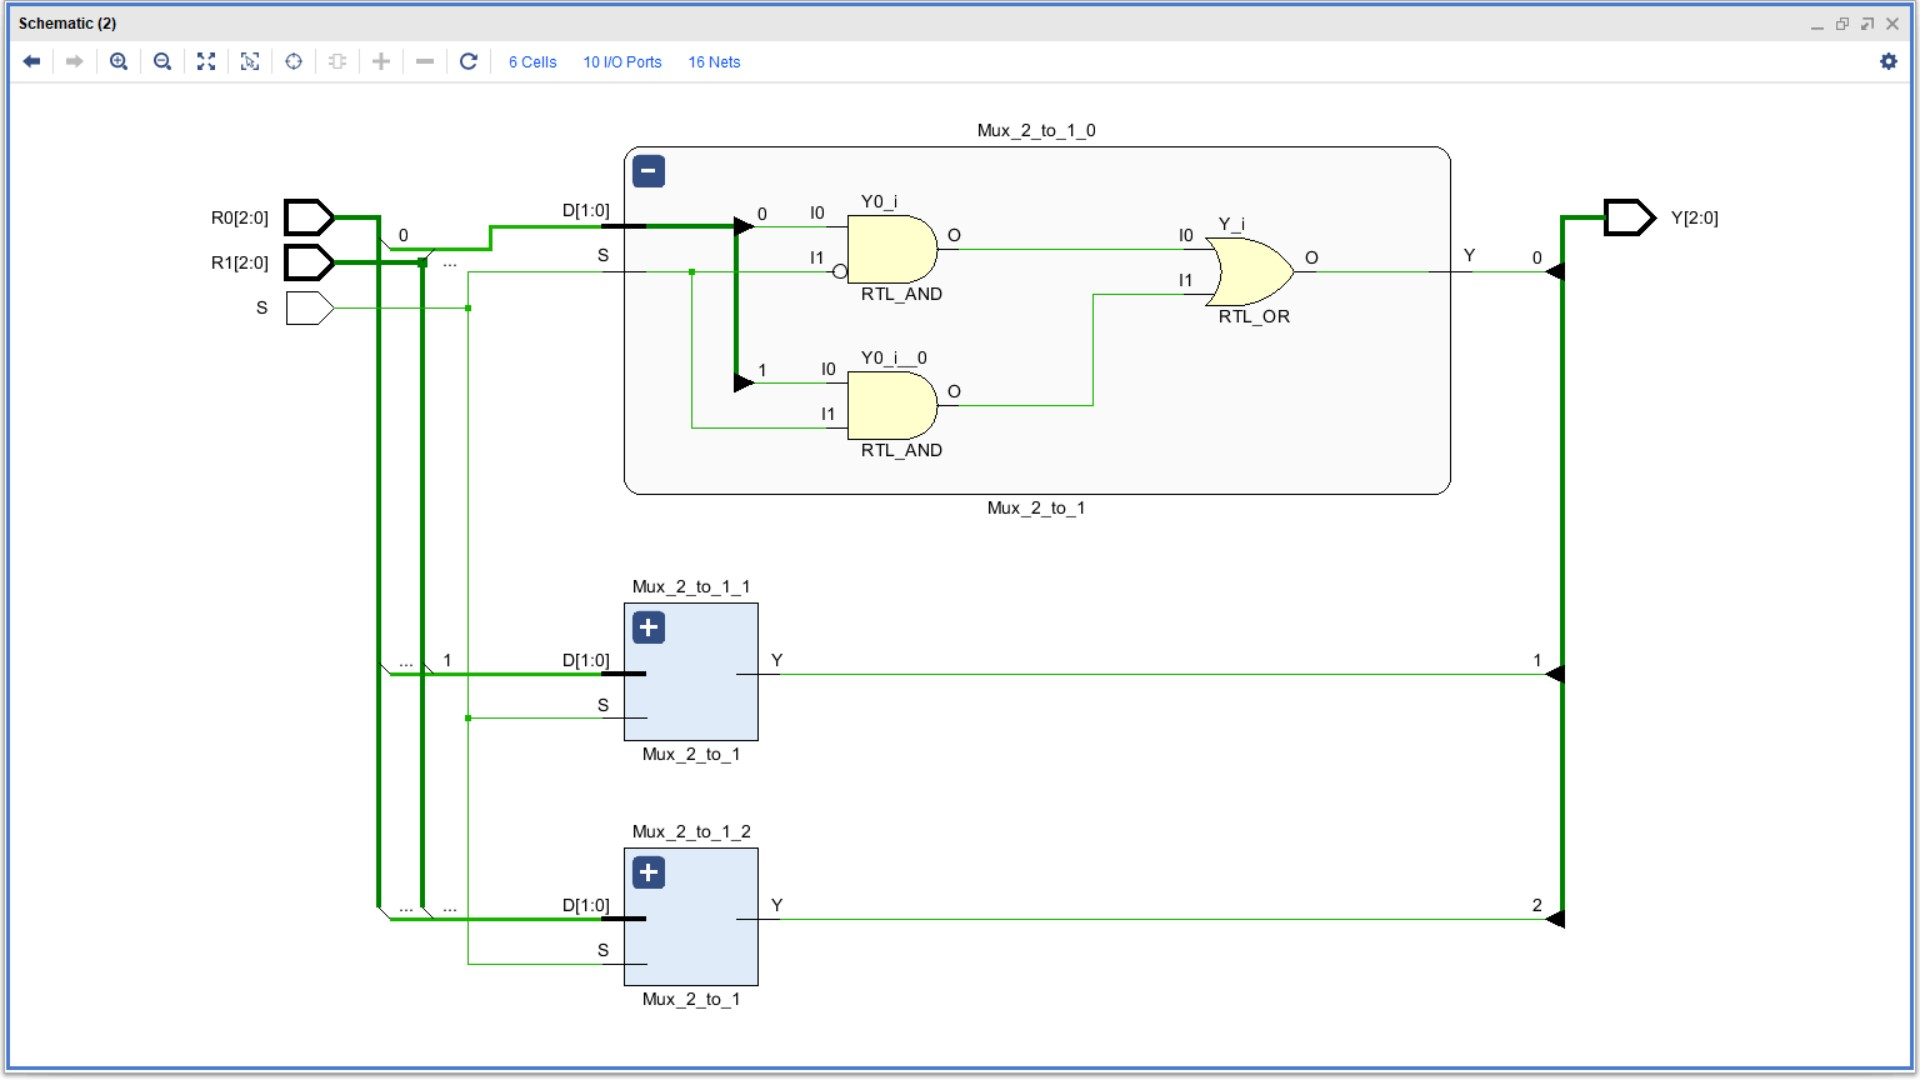 Schematic (2)
6 Cells 10 I/O Ports 16 Nets
Mux_2_to_1_0
R0[2:0]
R1[2:0]
S
0
...
D[1:0]
S
0
I0
Y0_i
I1
O
RTL_AND
1
I0
Y0_i__0
I1
O
RTL_AND
I0
Y_i
I1
O
RTL_OR
Y
0
Y[2:0]
Mux_2_to_1
Mux_2_to_1_1
... 1 D[1:0] Y 1
S
Mux_2_to_1
Mux_2_to_1_2
... ... D[1:0] Y 2
S
Mux_2_to_1